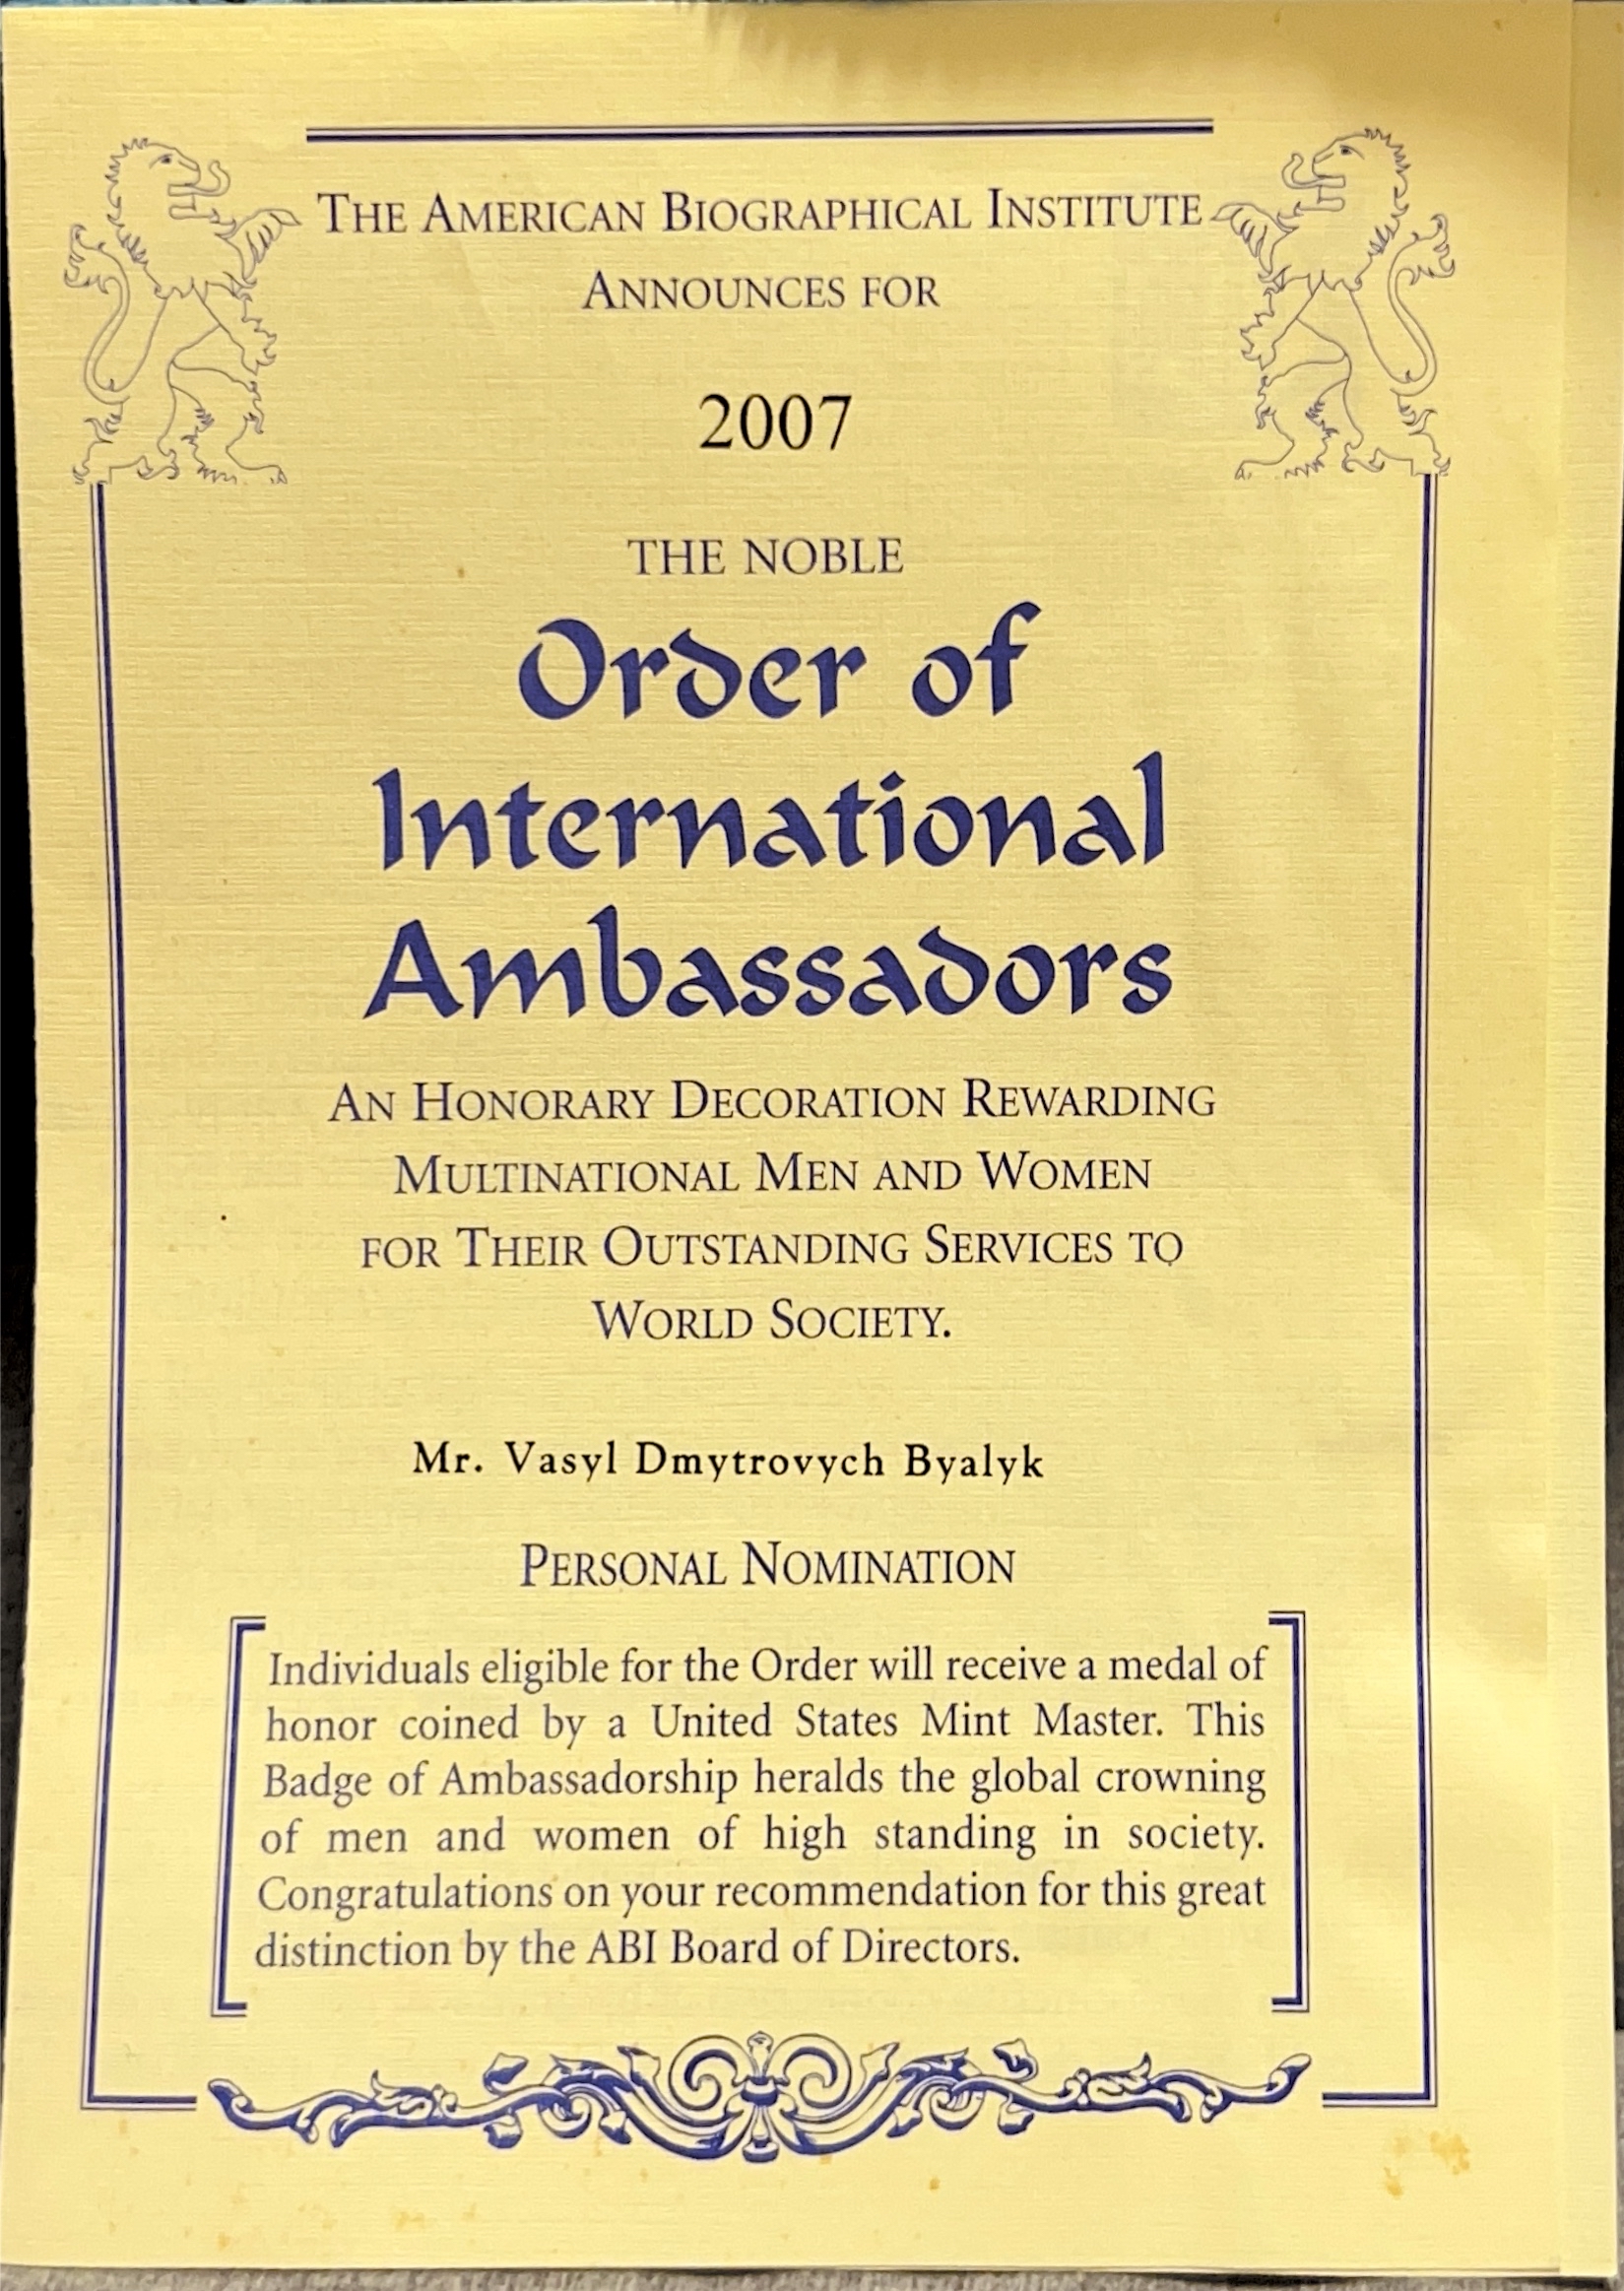 THE AMERICAN BIOGRAPHICAL INSTITUTE
ANNOUNCES FOR
2007
THE NOBLE
Order of
International
Ambassadors
AN HONORARY DECORATION REWARDING
MULTINATIONAL MEN AND WOMEN
FOR THEIR OUTSTANDING SERVICES TO
WORLD SOCIETY.
Mr. Vasyl Dmytrovych Byalyk
PERSONAL NOMINATION
Individuals eligible for the Order will receive a medal of
honor coined by a United States Mint Master. This
Badge of Ambassadorship heralds the global crowning
of men and women of high standing in society.
Congratulations on your recommendation for this great
distinction by the ABI Board of Directors.